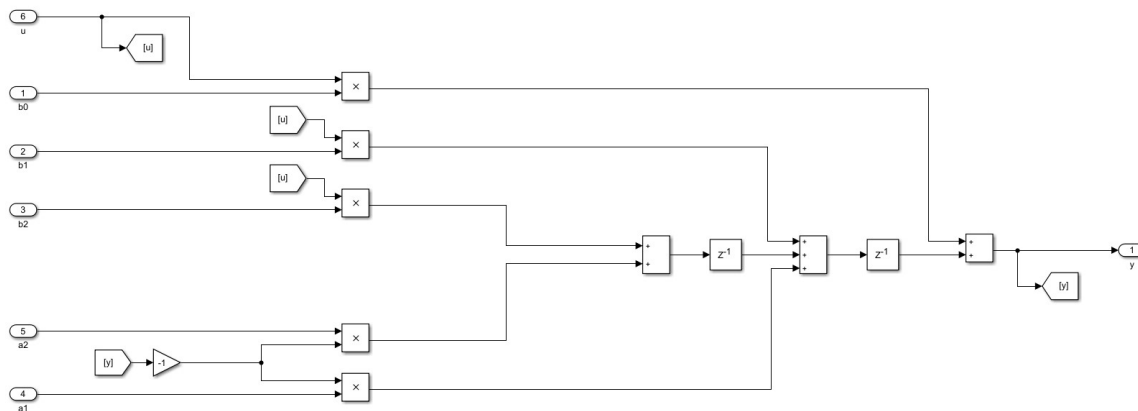 6
u
[u]
1
b0
×
[u]
2
b1
×
[u]
3
b2
×
+
+
Z-1
+
+
+
Z-1
+
+
1
y
[y]
5
a2
×
[y]
-1
4
a1
×